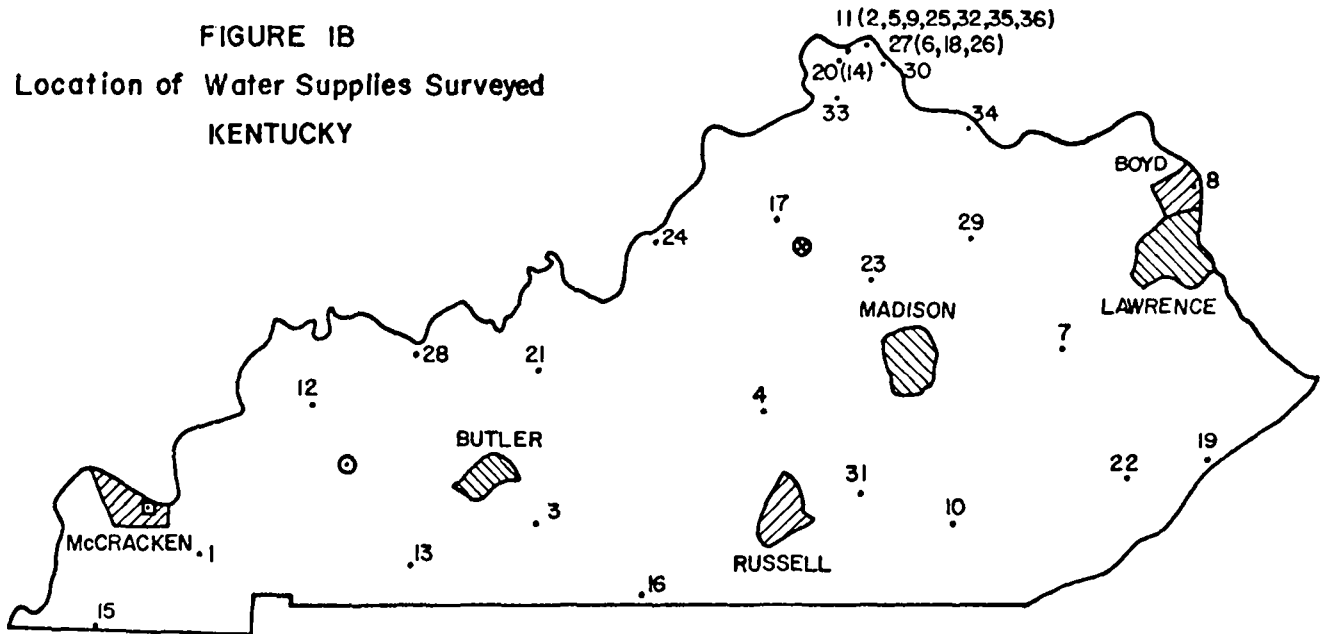 FIGURE 1B
Location of Water Supplies Surveyed
KENTUCKY
11 (2,5,9,25,32,35,36)
27(6,18,26)
20(14)
30
33
34
BOYD
8
17
24
29
23
MADISON
LAWRENCE
28
21
7
12
4
BUTLER
19
22
31
3
10
McCRACKEN
1
13
RUSSELL
16
15